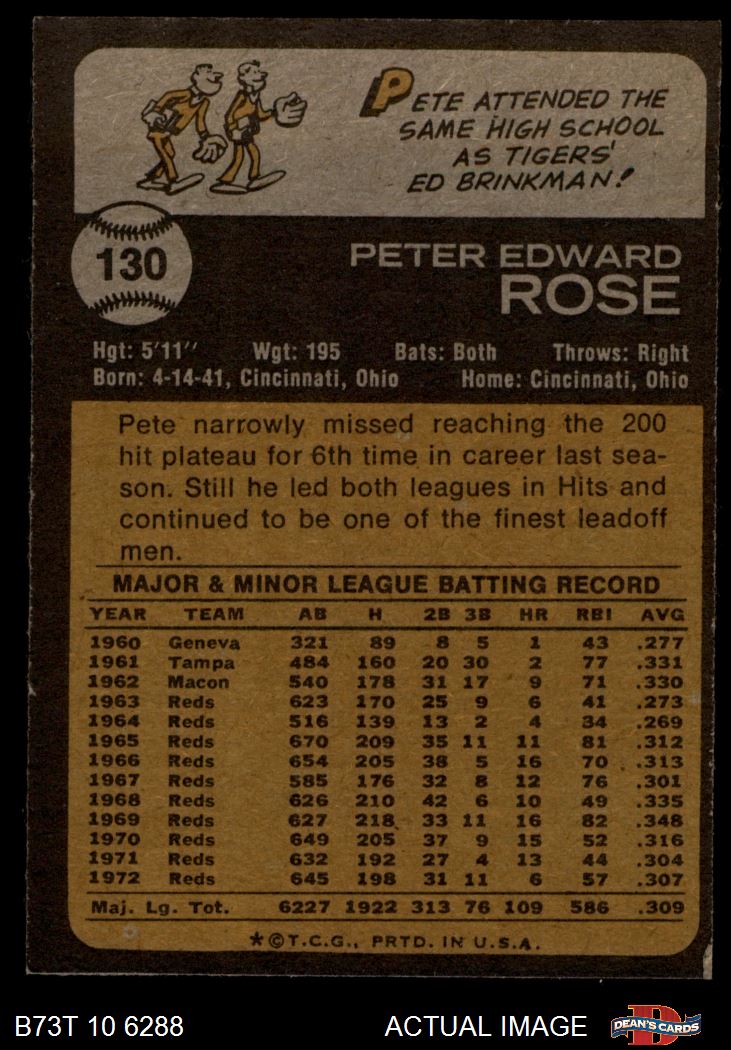 PETE ATTENDED THE
SAME HIGH SCHOOL
AS TIGERS'
ED BRINKMAN!
130
PETER EDWARD
ROSE
Hgt: 5'11" Wgt: 195 Bats: Both Throws: Right
Born: 4-14-41, Cincinnati, Ohio Home: Cincinnati, Ohio
Pete narrowly missed reaching the 200
hit plateau for 6th time in career last sea-
son. Still he led both leagues in Hits and
continued to be one of the finest leadoff
men.
MAJOR & MINOR LEAGUE BATTING RECORD
YEAR TEAM AB H 2B 3B HR RBI AVG
1960 Geneva 321 89 8 5 1 43 .277
1961 Tampa 484 160 20 30 2 77 .331
1962 Macon 540 178 31 17 9 71 .330
1963 Reds 623 170 25 9 6 41 .273
1964 Reds 516 139 13 2 4 34 .269
1965 Reds 670 209 35 11 11 81 .312
1966 Reds 654 205 38 5 16 70 .313
1967 Reds 585 176 32 8 12 76 .301
1968 Reds 626 210 42 6 10 49 .335
1969 Reds 627 218 33 11 16 82 .348
1970 Reds 649 205 37 9 15 52 .316
1971 Reds 632 192 27 4 13 44 .304
1972 Reds 645 198 31 11 6 57 .307
Maj. Lg. Tot. 6227 1922 313 76 109 586 .309
*©T.C.G., PRTD. IN U.S.A.
B73T 10 6288 ACTUAL IMAGE DEAN'S CARDS